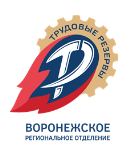 ТРУДОВЫЕ РЕЗЕРВЫ
ВОРОНЕЖСКОЕ
РЕГИОНАЛЬНОЕ ОТДЕЛЕНИЕ